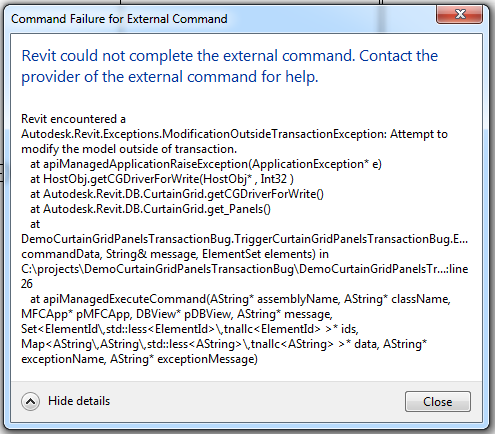 Command Failure for External Command
Revit could not complete the external command. Contact the
provider of the external command for help.
Revit encountered a
Autodesk.Revit.Exceptions.ModificationOutsideTransactionException: Attempt to
modify the model outside of transaction.
at apiManagedApplicationRaiseException(ApplicationException* e)
at HostObj.getCGDriverForWrite(HostObj* , Int32 )
at Autodesk.Revit.DB.CurtainGrid.getCGDriverForWrite()
at Autodesk.Revit.DB.CurtainGrid.get_Panels()
at
DemoCurtainGridPanelsTransactionBug.TriggerCurtainGridPanelsTransactionBug.E...
commandData, String& message, ElementSet elements) in
C:\projects\DemoCurtainGridPanelsTransactionBug\DemoCurtainGridPanelsTr...:line
26
at apiManagedExecuteCommand(AString* assemblyName, AString* className,
MFCApp* pMFCApp, DBView* pDBView, AString* message,
Set<ElementId\,std::less<ElementId>\,tnallc<ElementId> >* ids,
Map<AString\,AString\,std::less<AString>\,tnallc<AString> >* data, AString*
exceptionName, AString* exceptionMessage)
Hide details
Close